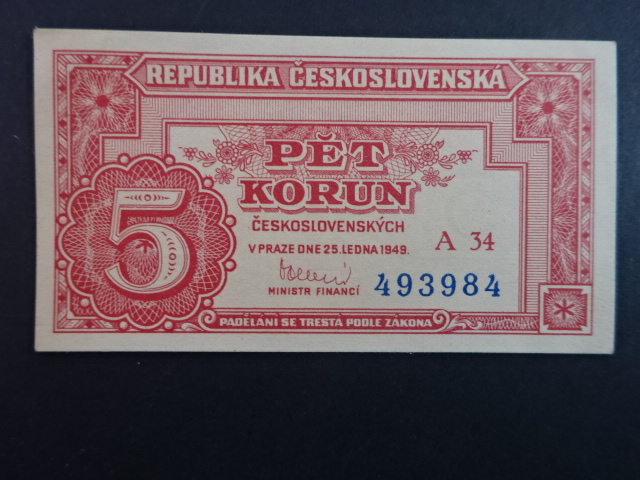 REPUBLIKA ČESKOSLOVENSKÁ
PĚT
KORUN
ČESKOSLOVENSKÝCH
V PRAZE DNE 25. LEDNA 1949.
A 34
5
MINISTR FINANCÍ
493984
PADĚLÁNÍ SE TRESTÁ PODLE ZÁKONA